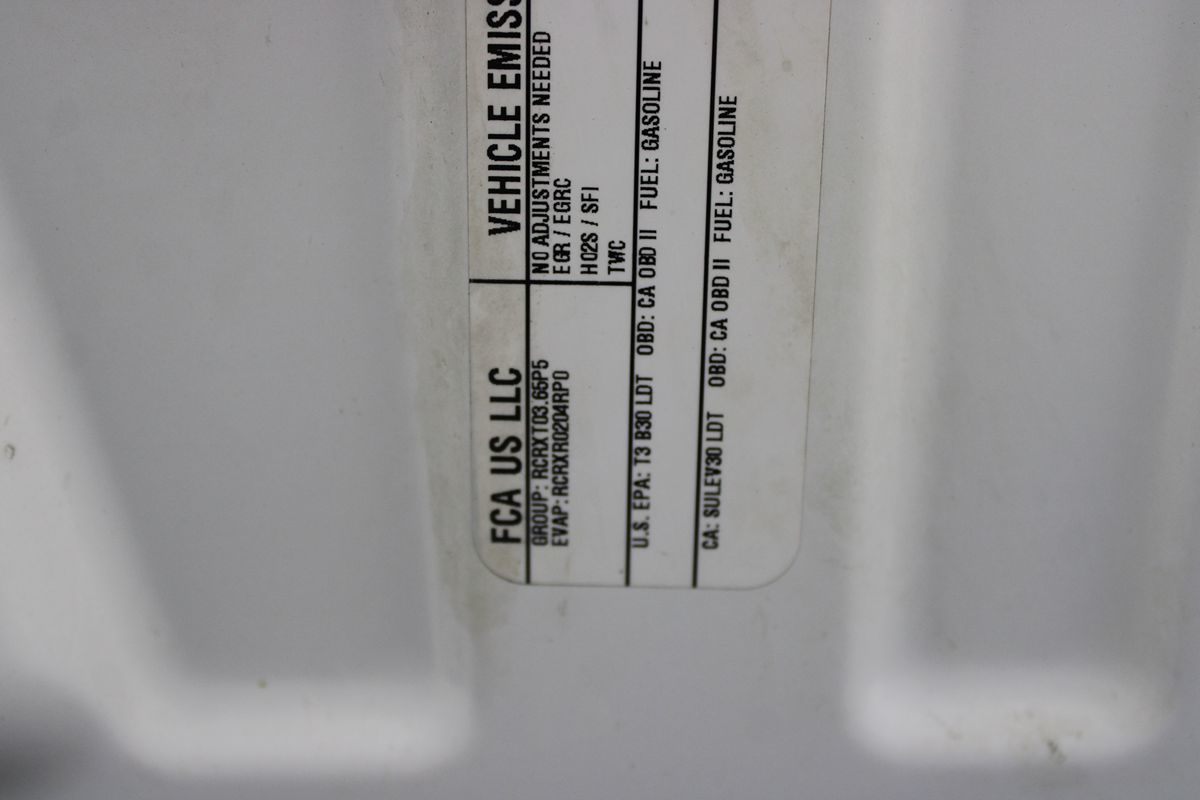 FCA US LLC
VEHICLE EMISS
GROUP: RCRXT03.65P5
EVAP: RCRXR0204RP0
NO ADJUSTMENTS NEEDED
EGR / EGRC
HO2S / SFI
TWC
U.S. EPA: T3 B30 LDT OBD: CA OBD II FUEL: GASOLINE
CA: SULEV30 LDT OBD: CA OBD II FUEL: GASOLINE